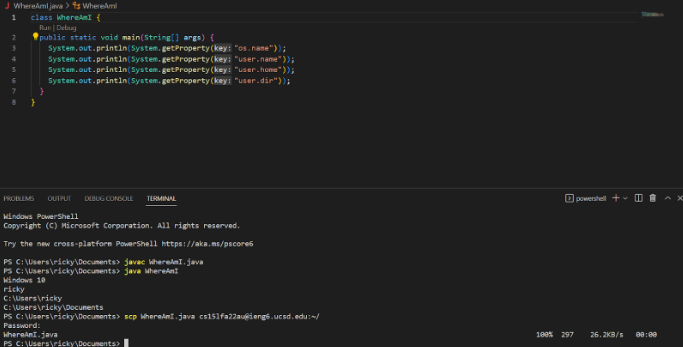 J WhereAmI.java > WhereAmI
1 class WhereAmI {
Run | Debug
2 public static void main(String[] args) {
3 System.out.println(System.getProperty(key: "os.name"));
4 System.out.println(System.getProperty(key: "user.name"));
5 System.out.println(System.getProperty(key: "user.home"));
6 System.out.println(System.getProperty(key: "user.dir"));
7 }
8 }
PROBLEMS OUTPUT DEBUG CONSOLE TERMINAL powershell
Windows PowerShell
Copyright (C) Microsoft Corporation. All rights reserved.
Try the new cross-platform PowerShell https://aka.ms/pscore6
PS C:\Users\ricky\Documents> javac WhereAmI.java
PS C:\Users\ricky\Documents> java WhereAmI
Windows 10
ricky
C:\Users\ricky
C:\Users\ricky\Documents
PS C:\Users\ricky\Documents> scp WhereAmI.java cs15lfa22au@ieng6.ucsd.edu:~/
Password:
WhereAmI.java 100% 297 26.2KB/s 00:00
PS C:\Users\ricky\Documents>